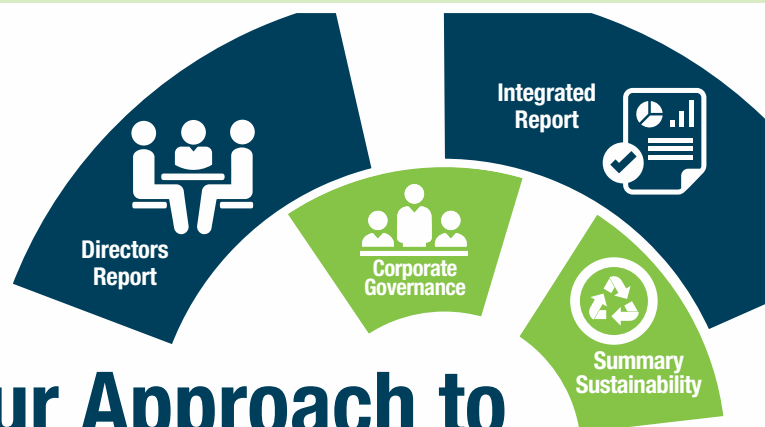 Integrated
Report
Directors
Report
Corporate
Governance
Summary
Sustainability
ur Approach to